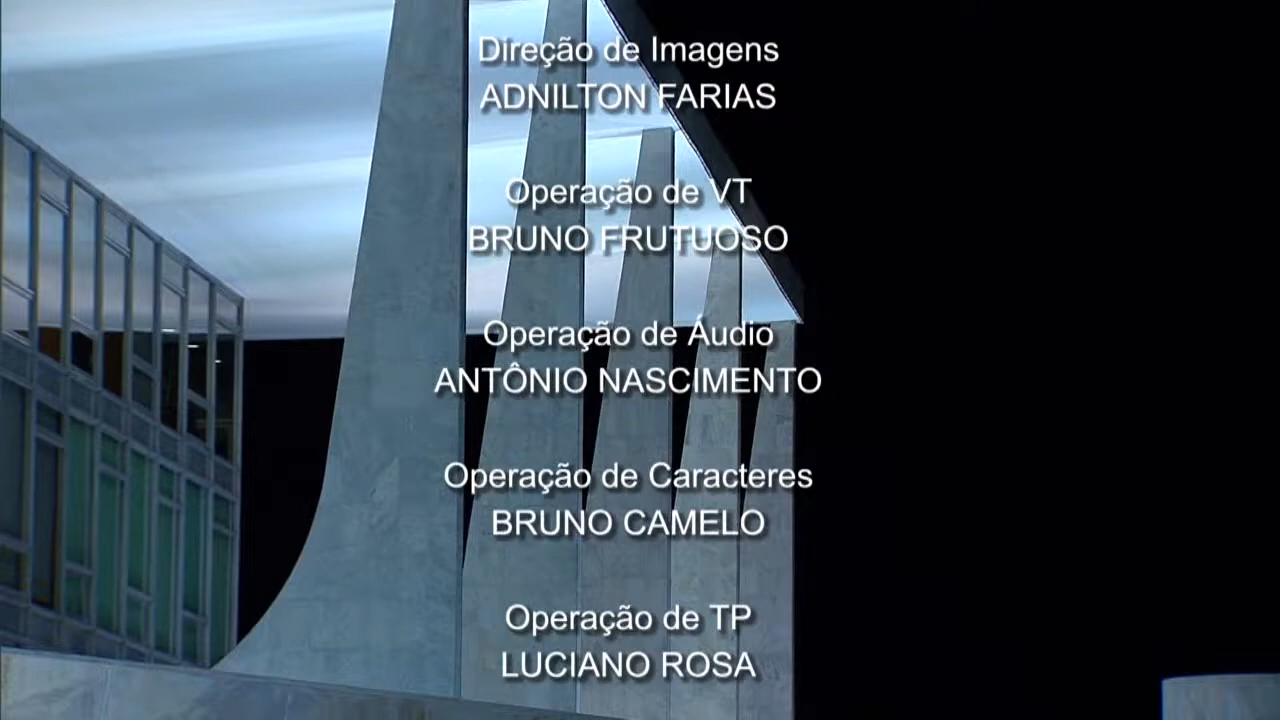 Direção de Imagens
ADNILTON FARIAS
Operação de VT
BRUNO FRUTUOSO
Operação de Áudio
ANTÔNIO NASCIMENTO
Operação de Caracteres
BRUNO CAMELO
Operação de TP
LUCIANO ROSA